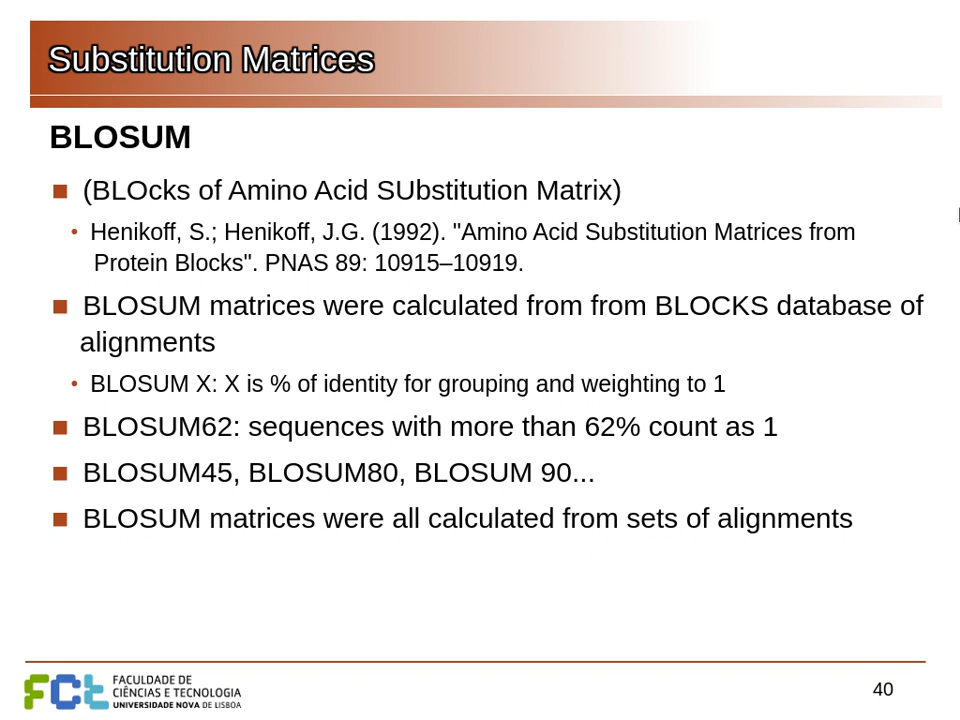 Substitution Matrices
BLOSUM
(BLOcks of Amino Acid SUbstitution Matrix)
Henikoff, S.; Henikoff, J.G. (1992). "Amino Acid Substitution Matrices from
Protein Blocks". PNAS 89: 10915–10919.
BLOSUM matrices were calculated from from BLOCKS database of
alignments
BLOSUM X: X is % of identity for grouping and weighting to 1
BLOSUM62: sequences with more than 62% count as 1
BLOSUM45, BLOSUM80, BLOSUM 90...
BLOSUM matrices were all calculated from sets of alignments
FCt
FACULDADE DE
CIÊNCIAS E TECNOLOGIA
UNIVERSIDADE NOVA DE LISBOA
40